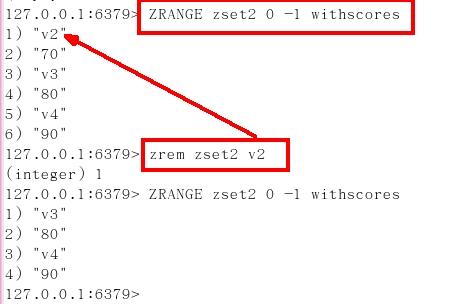 127.0.0.1:6379> ZRANGE zset2 0 -1 withscores
1) "v2"
2) "70"
3) "v3"
4) "80"
5) "v4"
6) "90"
127.0.0.1:6379> zrem zset2 v2
(integer) 1
127.0.0.1:6379> ZRANGE zset2 0 -1 withscores
1) "v3"
2) "80"
3) "v4"
4) "90"
127.0.0.1:6379>